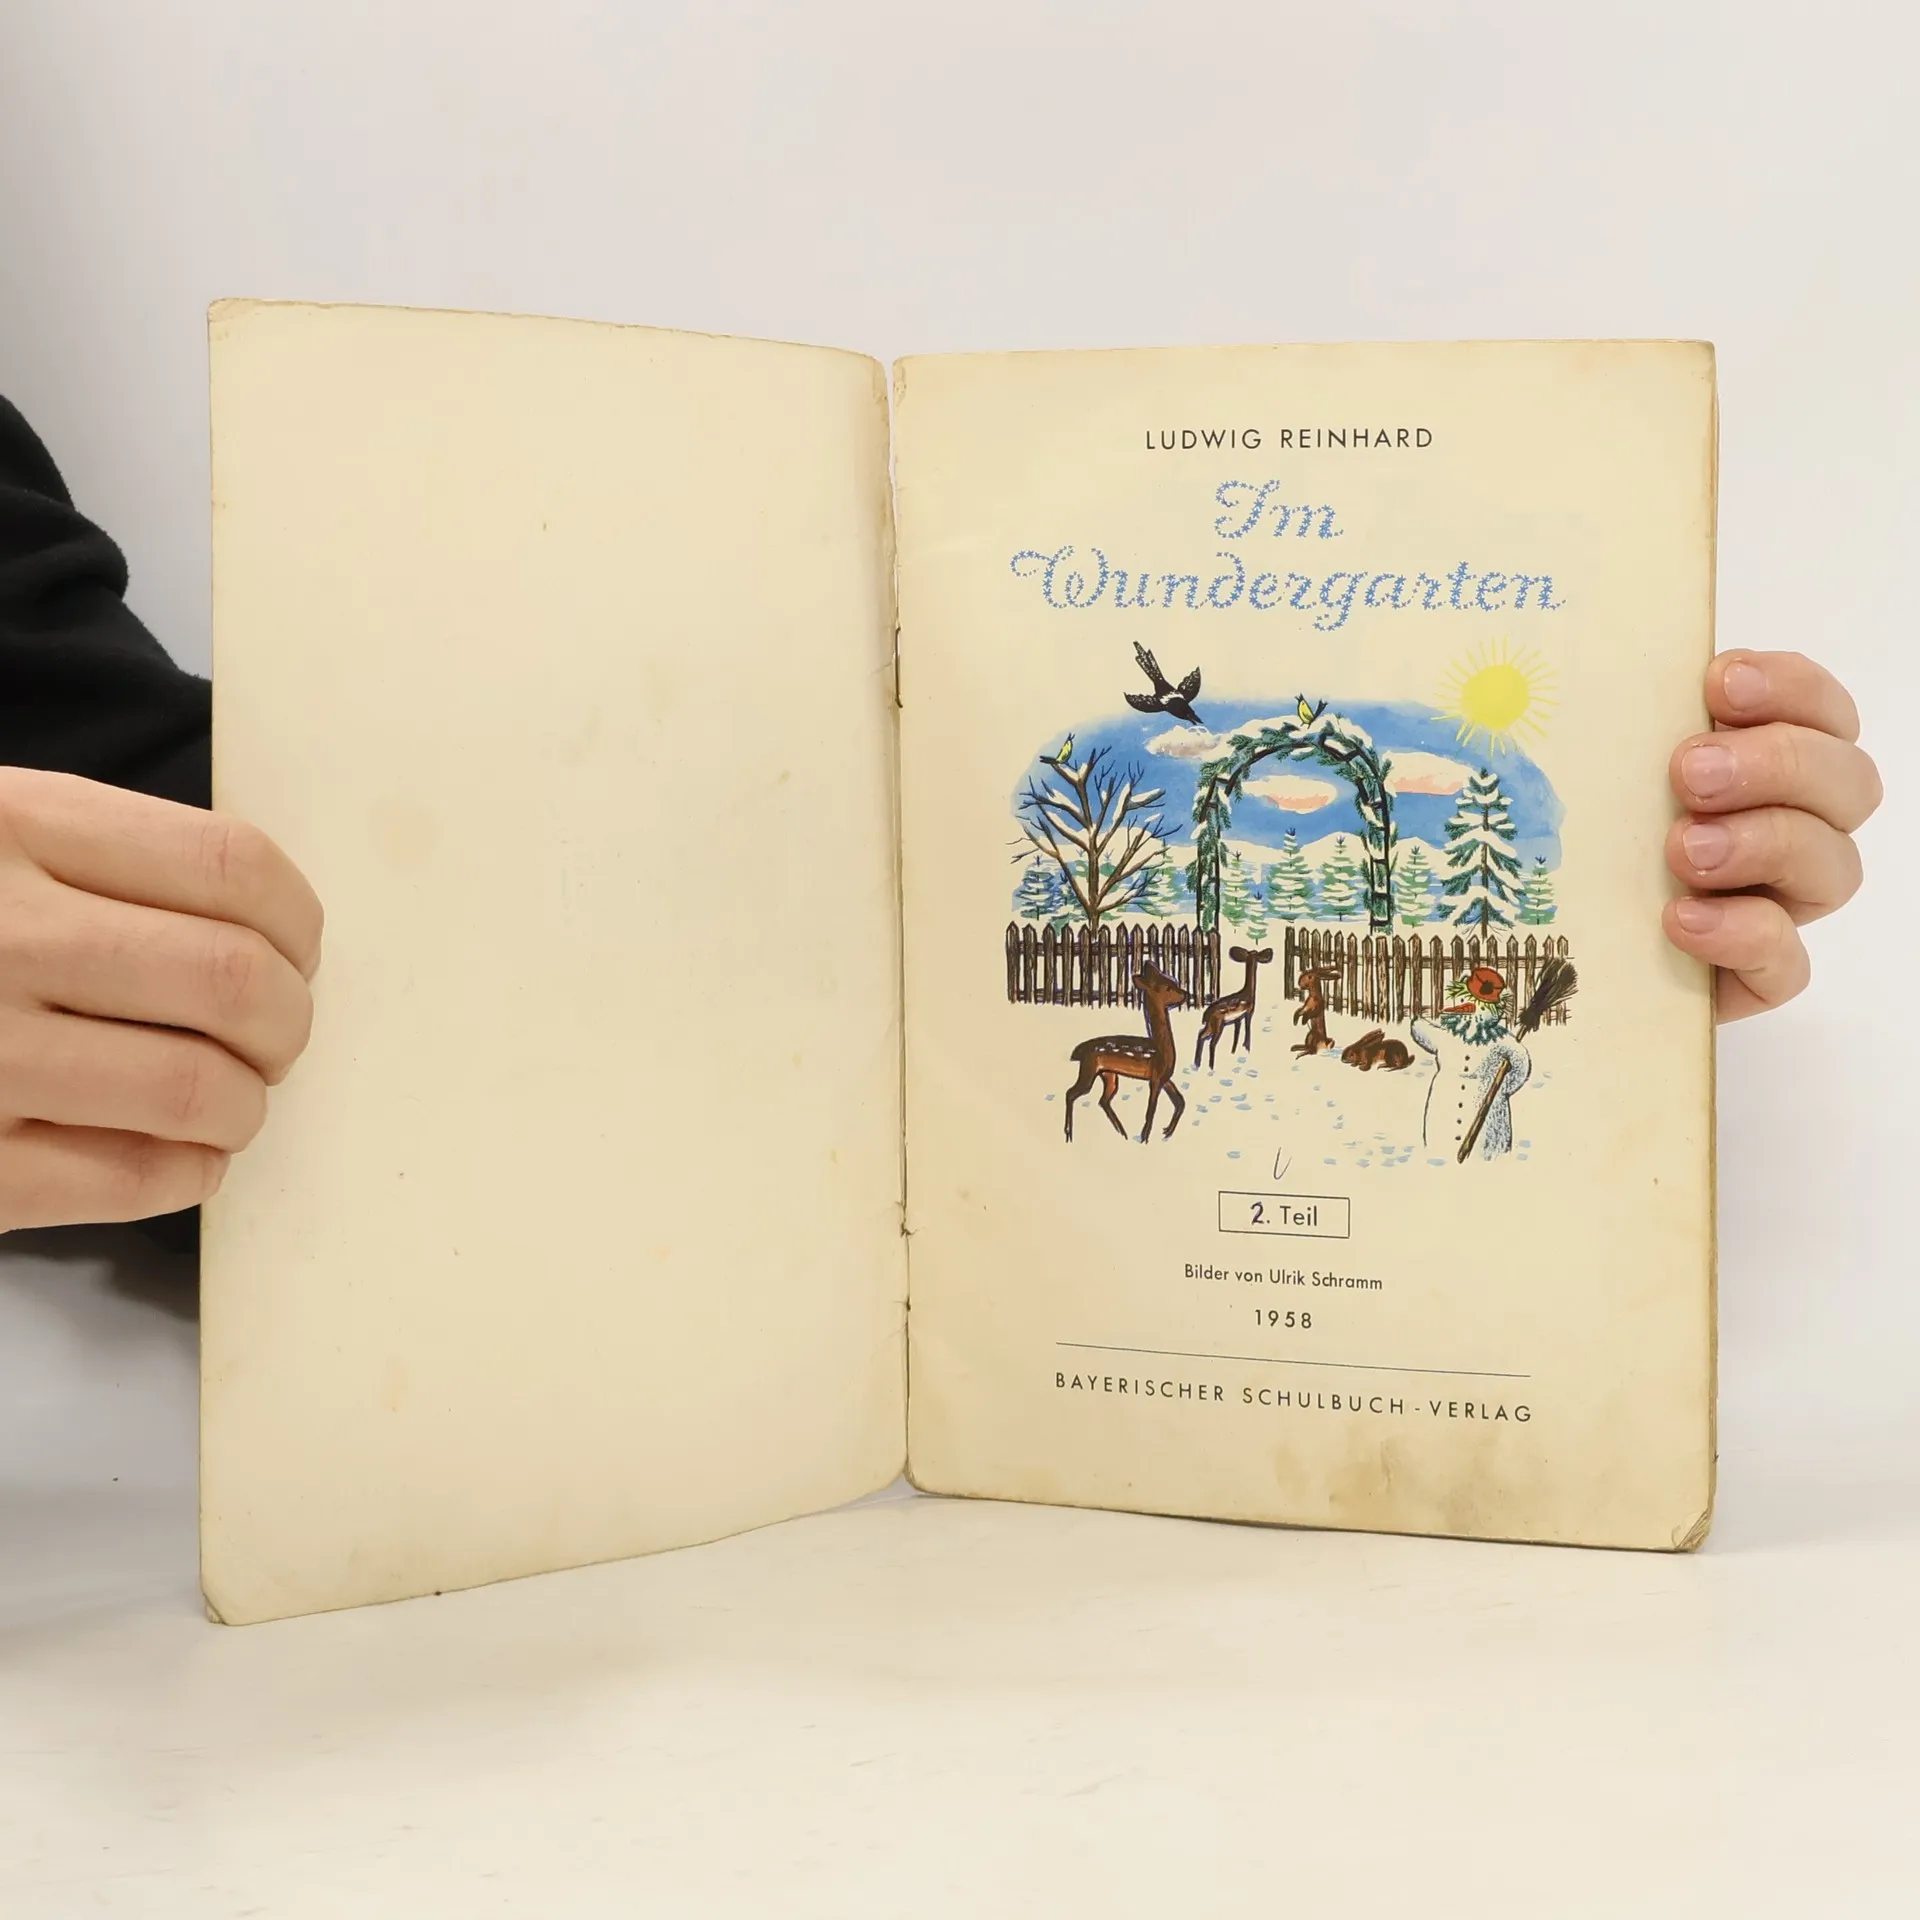 LUDWIG REINHARD
Im
Wundergarten
2. Teil
Bilder von Ulrik Schramm
1958
BAYERISCHER SCHULBUCH-VERLAG